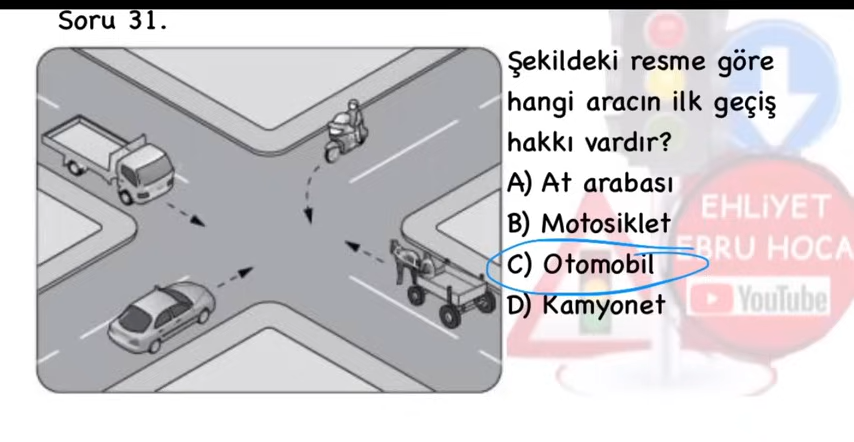 Soru 31.
Şekildeki resme göre
hangi aracın ilk geçiş
hakkı vardır?
A) At arabası
B) Motosiklet
C) Otomobil
D) Kamyonet
EHLİYET
EBRU HOCA
YouTube